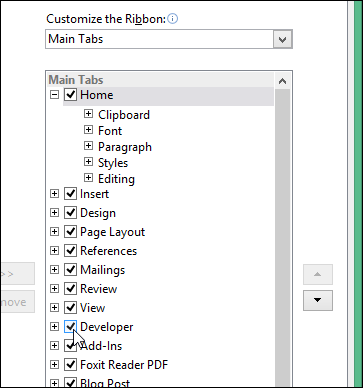 Customize the Ribbon:
Main Tabs
Main Tabs
Home
Clipboard
Font
Paragraph
Styles
Editing
Insert
Design
Page Layout
References
Mailings
>>
Review
move
View
Developer
Add-Ins
Foxit Reader PDF
Blog Post